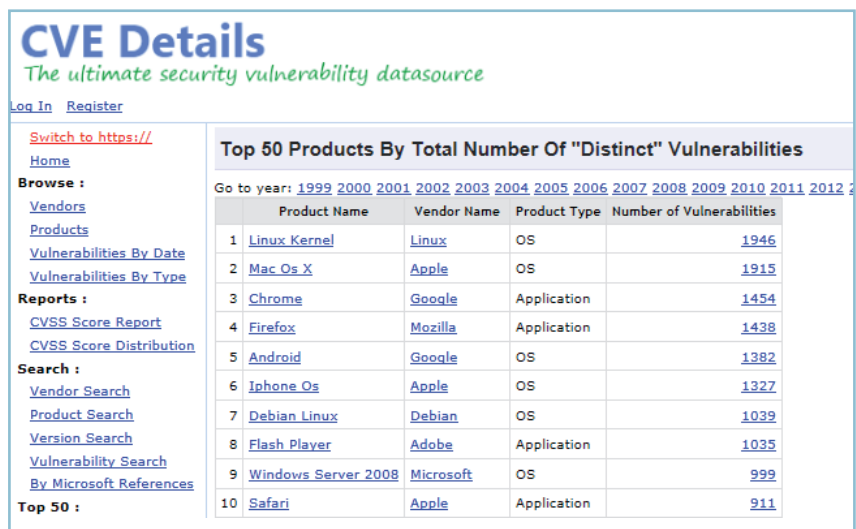 CVE Details
The ultimate security vulnerability datasource
Log In Register
Switch to https://
Home
Browse :
Vendors
Products
Vulnerabilities By Date
Vulnerabilities By Type
Reports :
CVSS Score Report
CVSS Score Distribution
Search :
Vendor Search
Product Search
Version Search
Vulnerability Search
By Microsoft References
Top 50 :
Top 50 Products By Total Number Of "Distinct" Vulnerabilities
Go to year: 1999 2000 2001 2002 2003 2004 2005 2006 2007 2008 2009 2010 2011 2012
Product Name Vendor Name Product Type Number of Vulnerabilities
1 Linux Kernel Linux OS 1946
2 Mac Os X Apple OS 1915
3 Chrome Google Application 1454
4 Firefox Mozilla Application 1438
5 Android Google OS 1382
6 Iphone Os Apple OS 1327
7 Debian Linux Debian OS 1039
8 Flash Player Adobe Application 1035
9 Windows Server 2008 Microsoft OS 999
10 Safari Apple Application 911